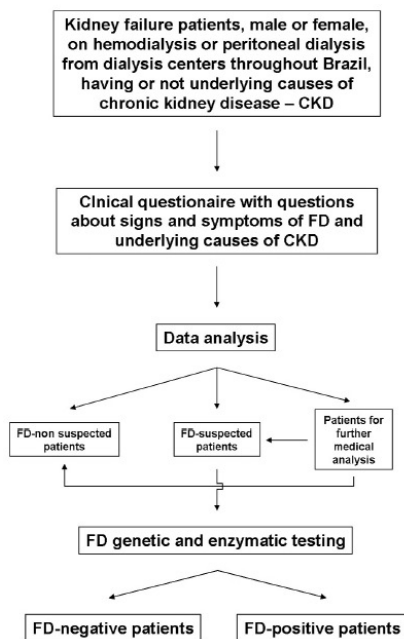 Kidney failure patients, male or female,
on hemodialysis or peritoneal dialysis
from dialysis centers throughout Brazil,
having or not underlying causes of
chronic kidney disease – CKD
Clnical questionaire with questions
about signs and symptoms of FD and
underlying causes of CKD
Data analysis
FD-non suspected
patients
FD-suspected
patients
Patients for
further
medical
analysis
FD genetic and enzymatic testing
FD-negative patients
FD-positive patients